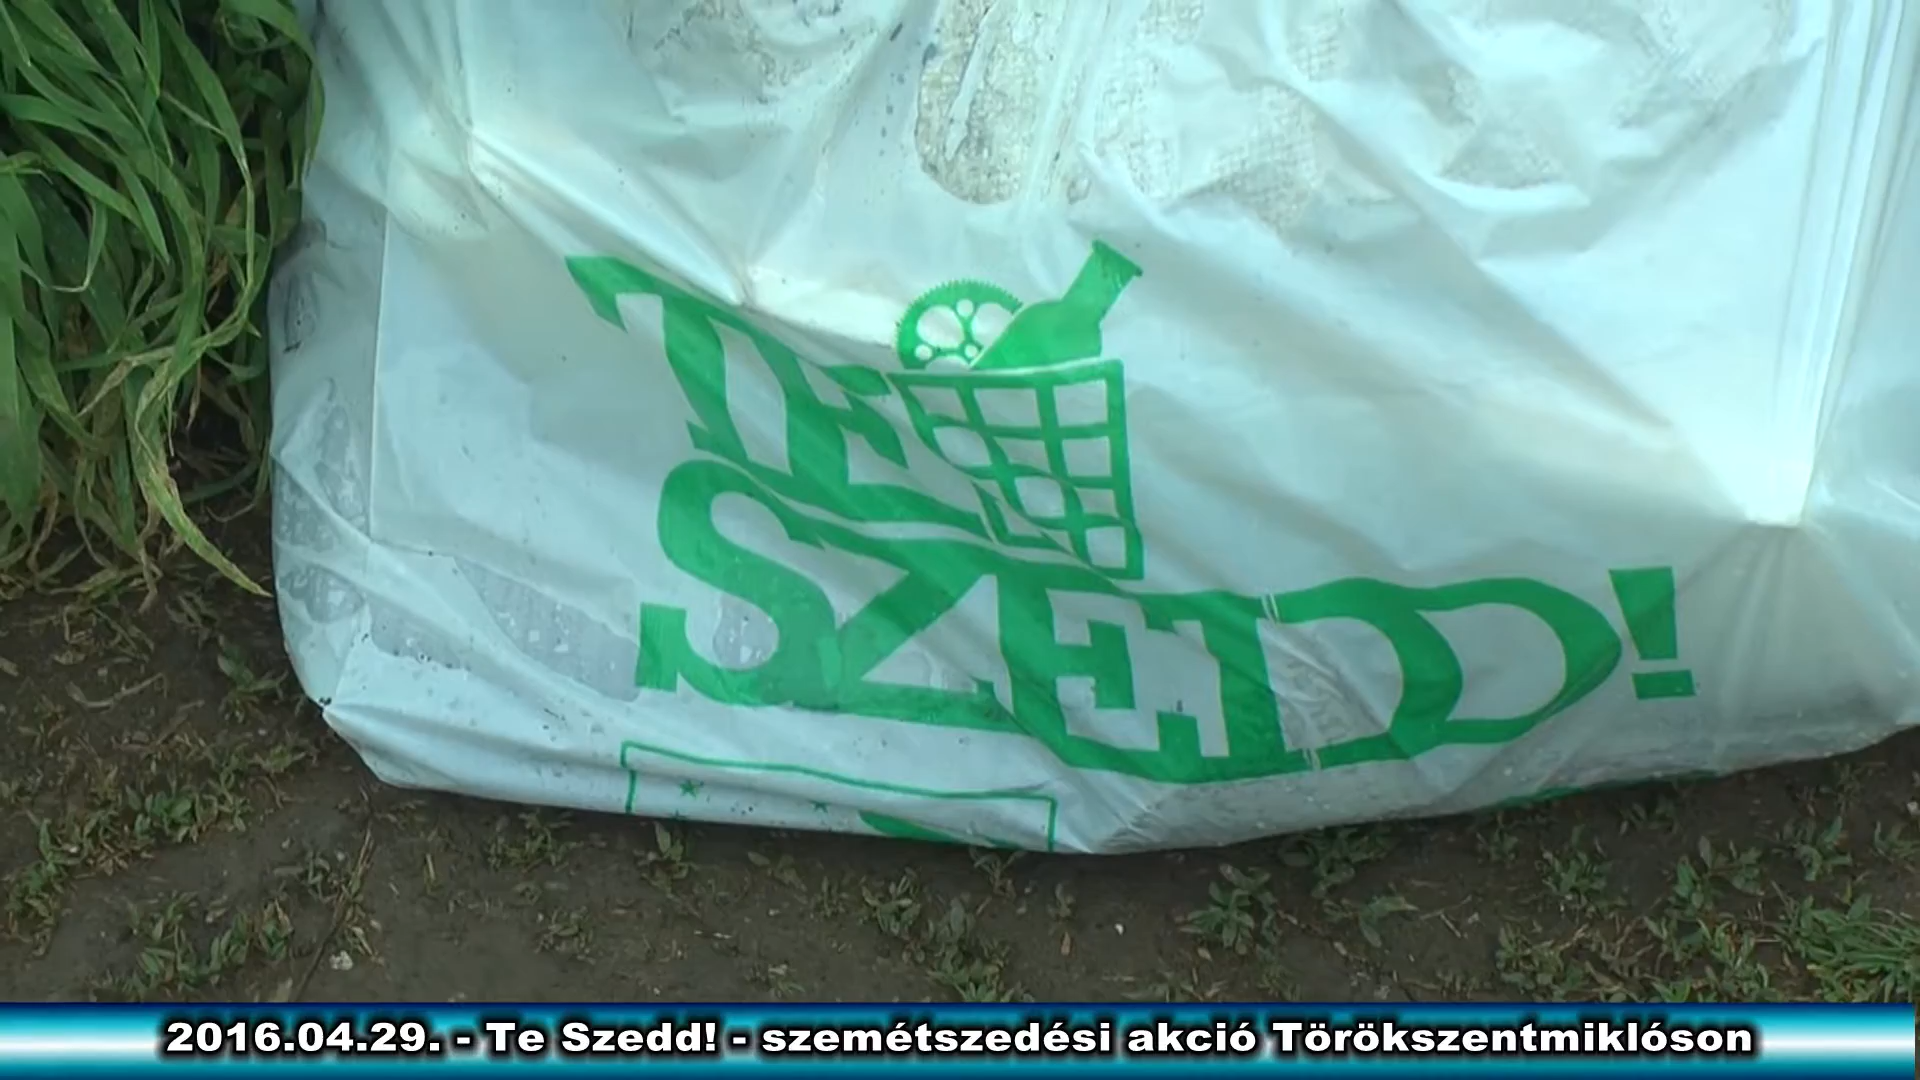 TE
SZEDD!
2016.04.29. - Te Szedd! - szemétszedési akció Törökszentmiklóson